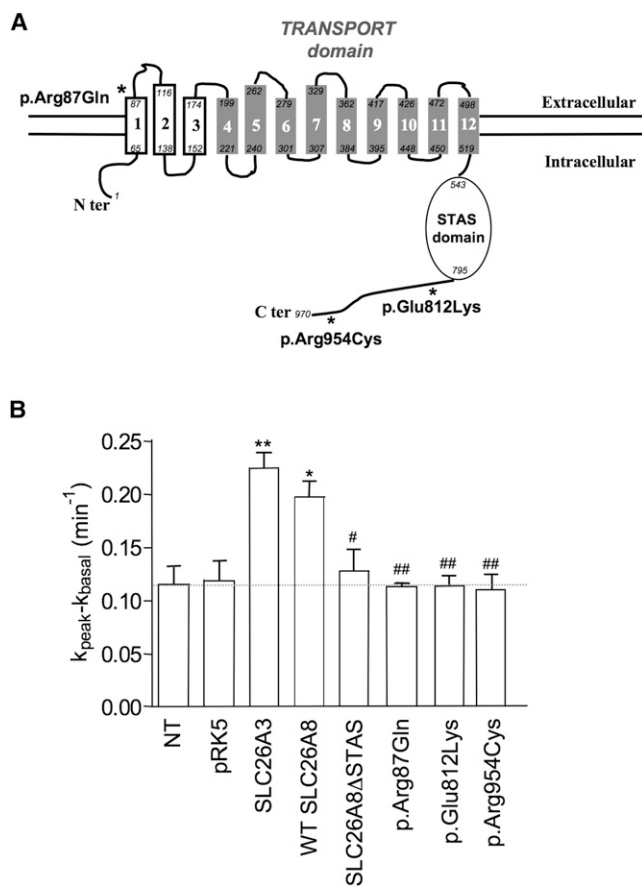 A
TRANSPORT
domain
p.Arg87Gln *
87 116 174 199 262 279 329 362 417 426 472 498
Extracellular
1 2 3 4 5 6 7 8 9 10 11 12
65 138 152 221 240 301 307 384 395 448 450 519
Intracellular
N ter 1
543
STAS
domain
795
*
p.Glu812Lys
C ter 970
*
p.Arg954Cys
B
kpeak-kbasal (min-1)
0.25
0.20
0.15
0.10
0.05
0.00
** * # ## ## ##
NT
pRK5
SLC26A3
WT SLC26A8
SLC26A8ΔSTAS
p.Arg87Gln
p.Glu812Lys
p.Arg954Cys